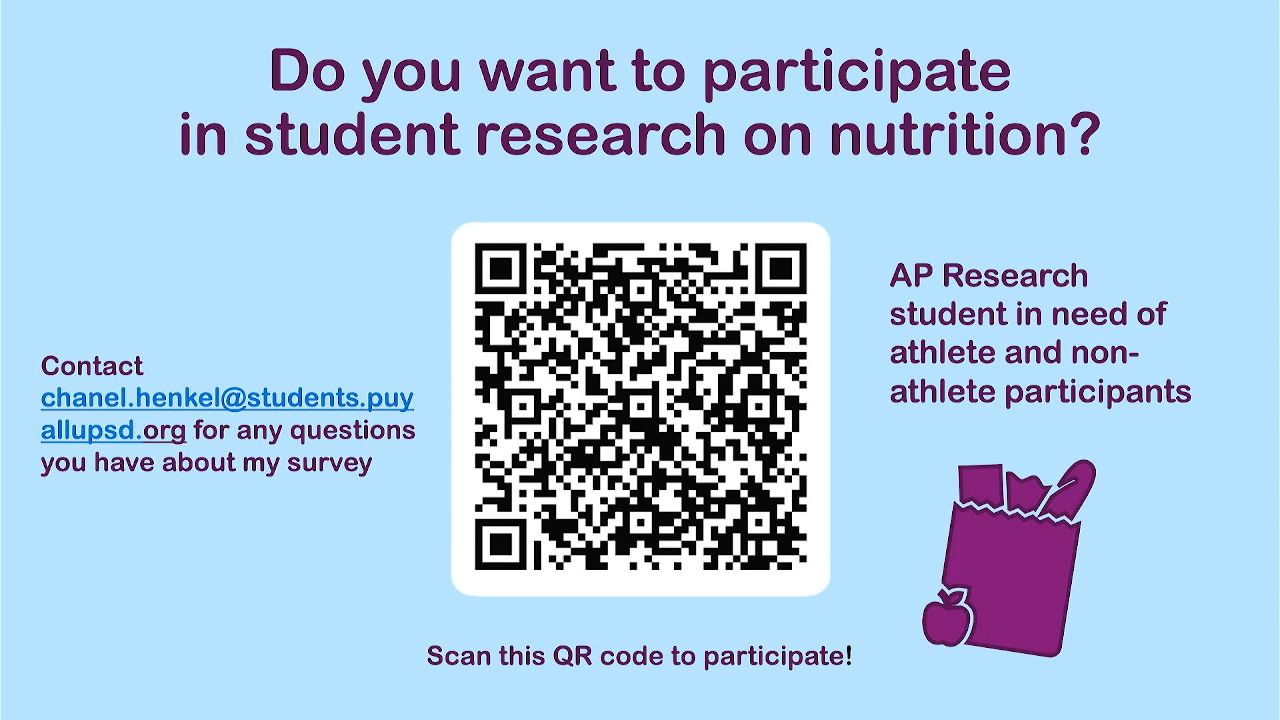 Do you want to participate
in student research on nutrition?
AP Research
student in need of
athlete and non-
athlete participants
Contact
chanel.henkel@students.puy
allupsd.org for any questions
you have about my survey
Scan this QR code to participate!